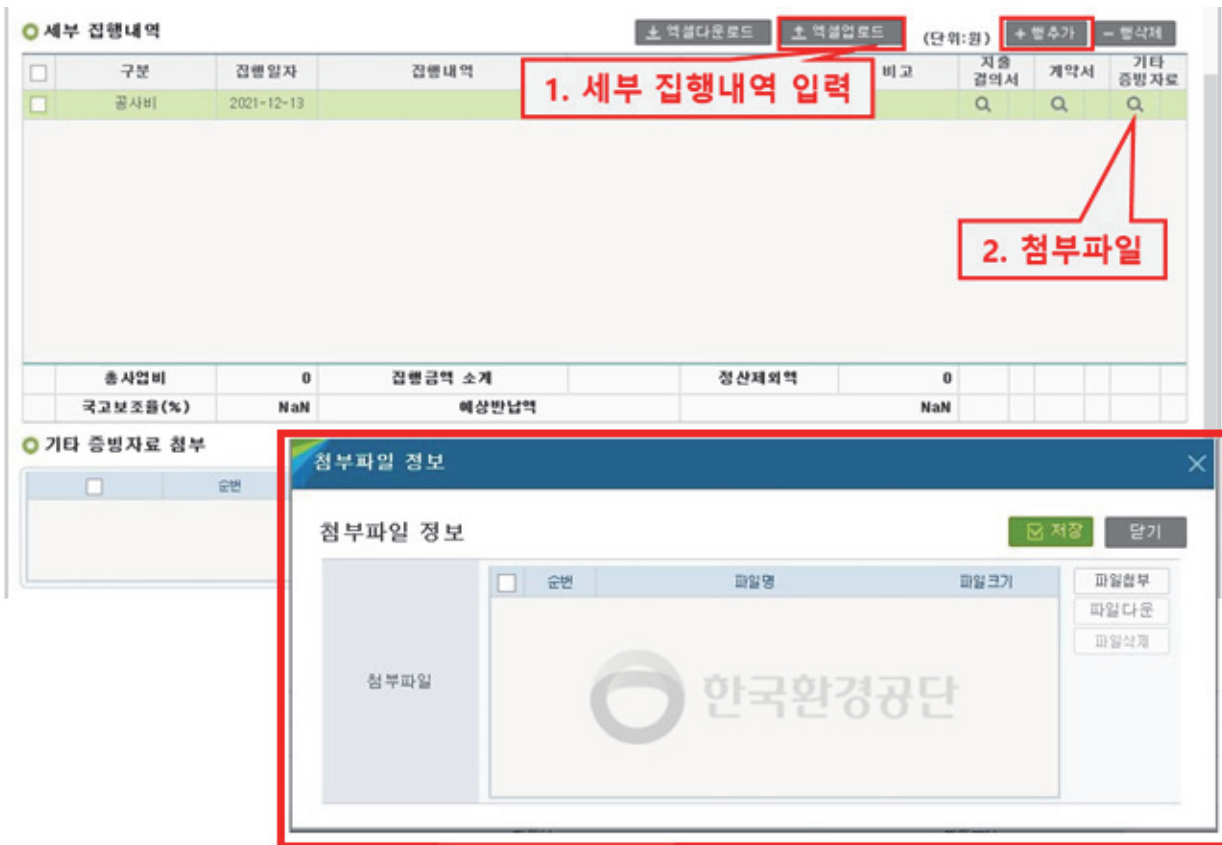 세부 집행내역
엑셀다운로드 엑셀업로드 (단위:원) + 행추가 - 행삭제
구분 집행일자 집행내역 비고 지출결의서 계약서 기타증빙자료
1. 세부 집행내역 입력
공사비 2021-12-13
2. 첨부파일
총사업비 0 집행금액 소계 정산제외액 0
국고보조율(%) NaN 예상반납액 NaN
기타 증빙자료 첨부
순번
첨부파일 정보
첨부파일 정보
저장 닫기
순번 파일명 파일크기 파일첨부
파일다운
파일삭제
첨부파일
한국환경공단